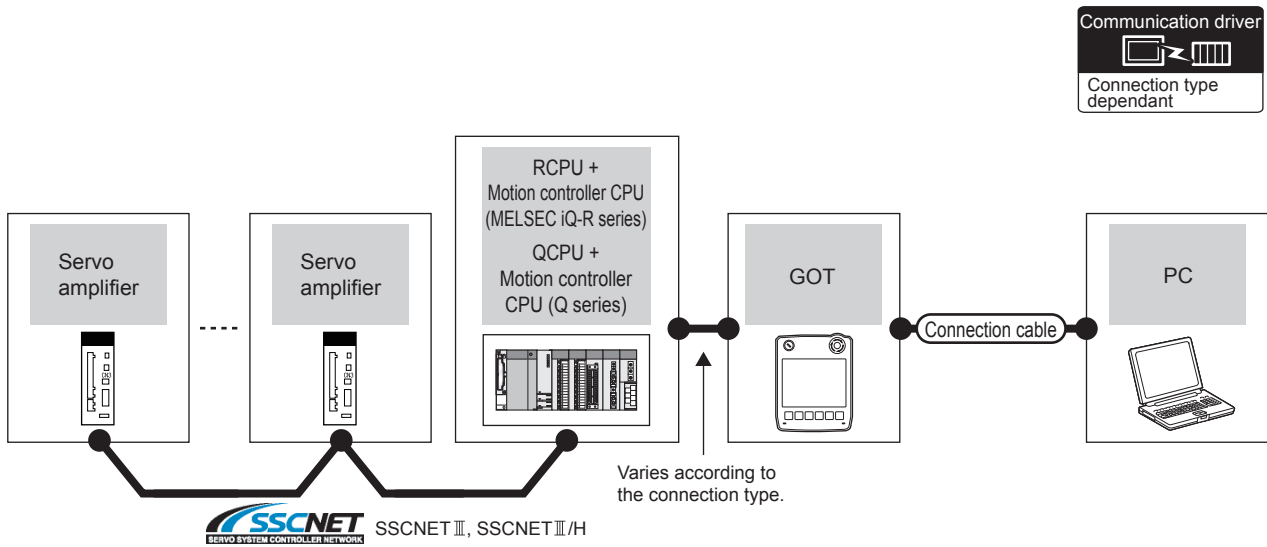 Communication driver
Connection type
dependant
Servo
amplifier
Servo
amplifier
RCPU +
Motion controller CPU
(MELSEC iQ-R series)
QCPU +
Motion controller
CPU (Q series)
GOT
Connection cable
PC
Varies according to
the connection type.
SSCNET
SERVO SYSTEM CONTROLLER NETWORK
SSCNETⅢ, SSCNETⅢ/H